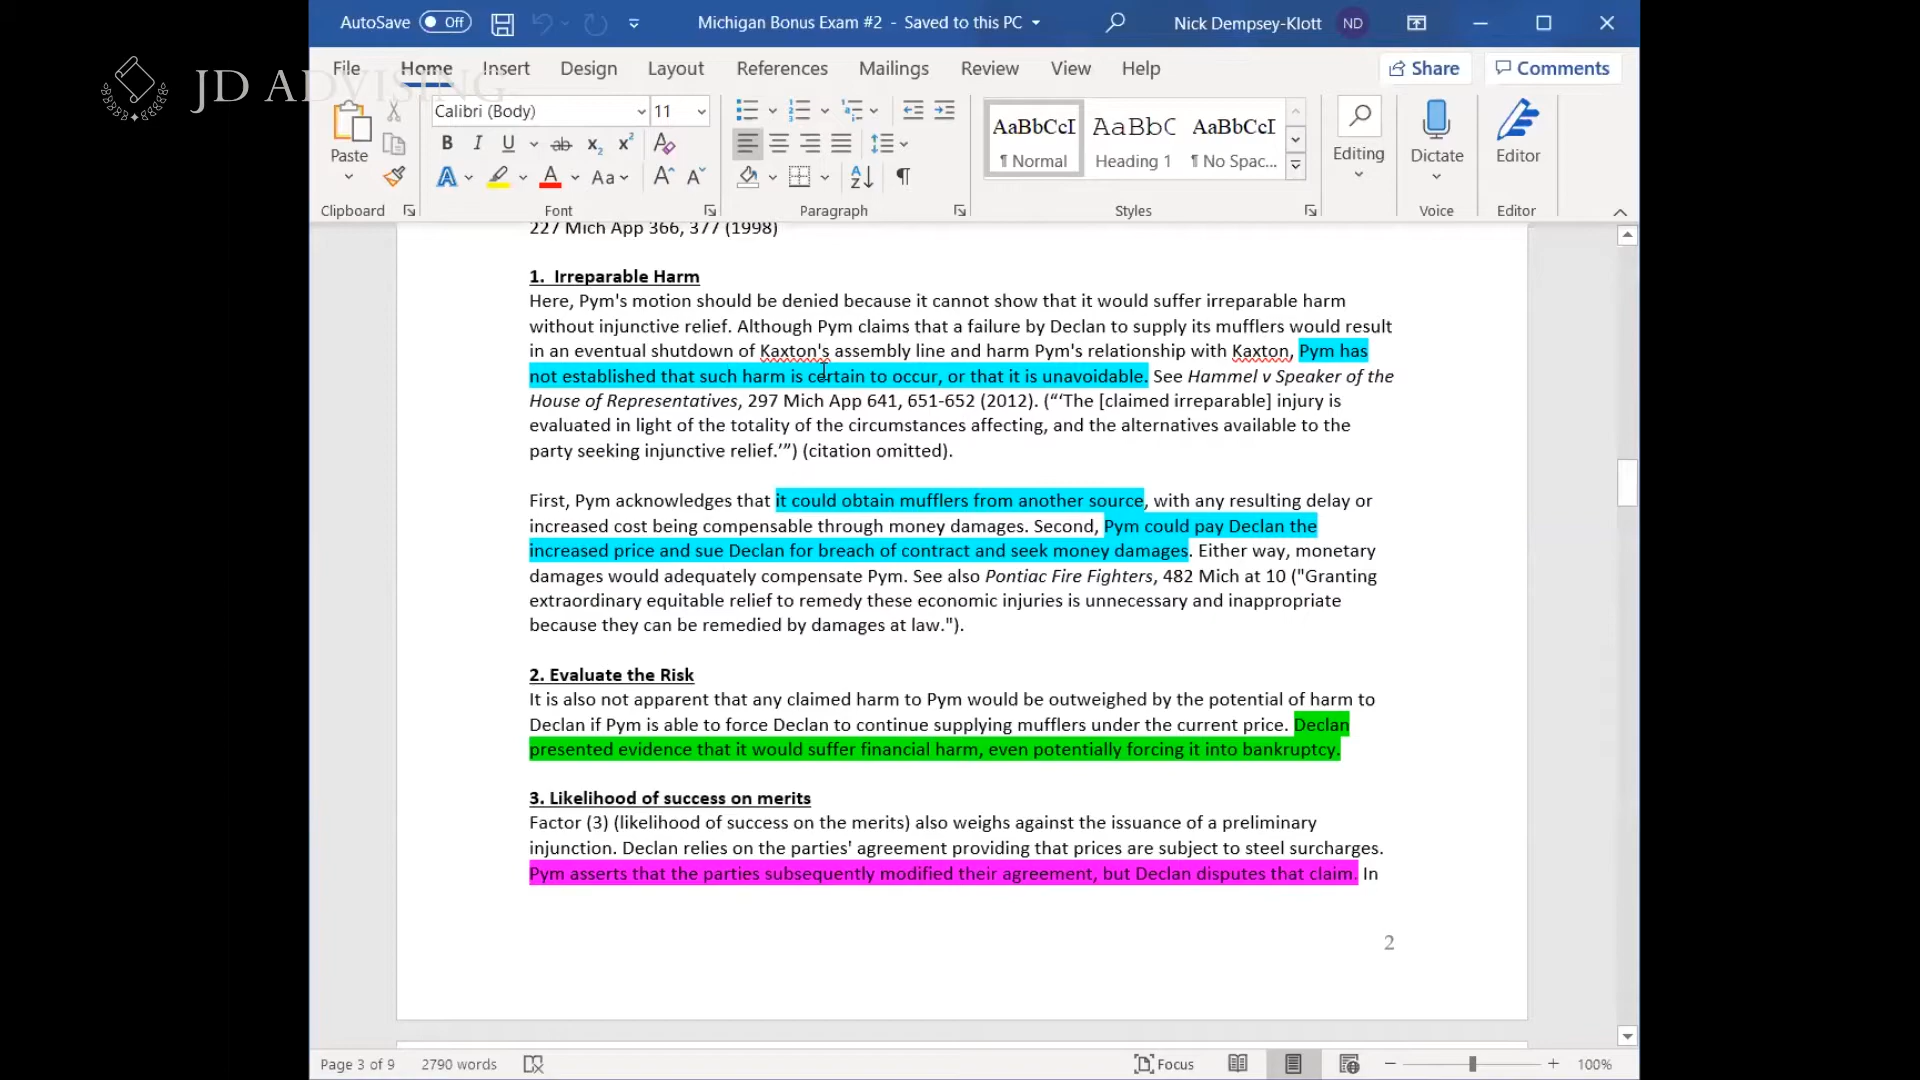 AutoSave Off
Michigan Bonus Exam #2 - Saved to this PC
Nick Dempsey-Klott ND
JD ADVISING
File Home Insert Design Layout References Mailings Review View Help
Share Comments
Paste
Clipboard
Calibri (Body) 11
B I U ab x₂ x²
A A Aa A A
Font
Paragraph
AaBbCcI AaBbC AaBbCcI
¶ Normal Heading 1 ¶ No Spac...
Styles
Editing
Dictate
Voice
Editor
Editor
227 Mich App 366, 377 (1998)
1. Irreparable Harm
Here, Pym's motion should be denied because it cannot show that it would suffer irreparable harm
without injunctive relief. Although Pym claims that a failure by Declan to supply its mufflers would result
in an eventual shutdown of Kaxton's assembly line and harm Pym's relationship with Kaxton, Pym has
not established that such harm is certain to occur, or that it is unavoidable. See Hammel v Speaker of the
House of Representatives, 297 Mich App 641, 651-652 (2012). (“‘The [claimed irreparable] injury is
evaluated in light of the totality of the circumstances affecting, and the alternatives available to the
party seeking injunctive relief.’”) (citation omitted).
First, Pym acknowledges that it could obtain mufflers from another source, with any resulting delay or
increased cost being compensable through money damages. Second, Pym could pay Declan the
increased price and sue Declan for breach of contract and seek money damages. Either way, monetary
damages would adequately compensate Pym. See also Pontiac Fire Fighters, 482 Mich at 10 ("Granting
extraordinary equitable relief to remedy these economic injuries is unnecessary and inappropriate
because they can be remedied by damages at law.").
2. Evaluate the Risk
It is also not apparent that any claimed harm to Pym would be outweighed by the potential of harm to
Declan if Pym is able to force Declan to continue supplying mufflers under the current price. Declan
presented evidence that it would suffer financial harm, even potentially forcing it into bankruptcy.
3. Likelihood of success on merits
Factor (3) (likelihood of success on the merits) also weighs against the issuance of a preliminary
injunction. Declan relies on the parties' agreement providing that prices are subject to steel surcharges.
Pym asserts that the parties subsequently modified their agreement, but Declan disputes that claim. In
2
Page 3 of 9 2790 words
Focus
100%